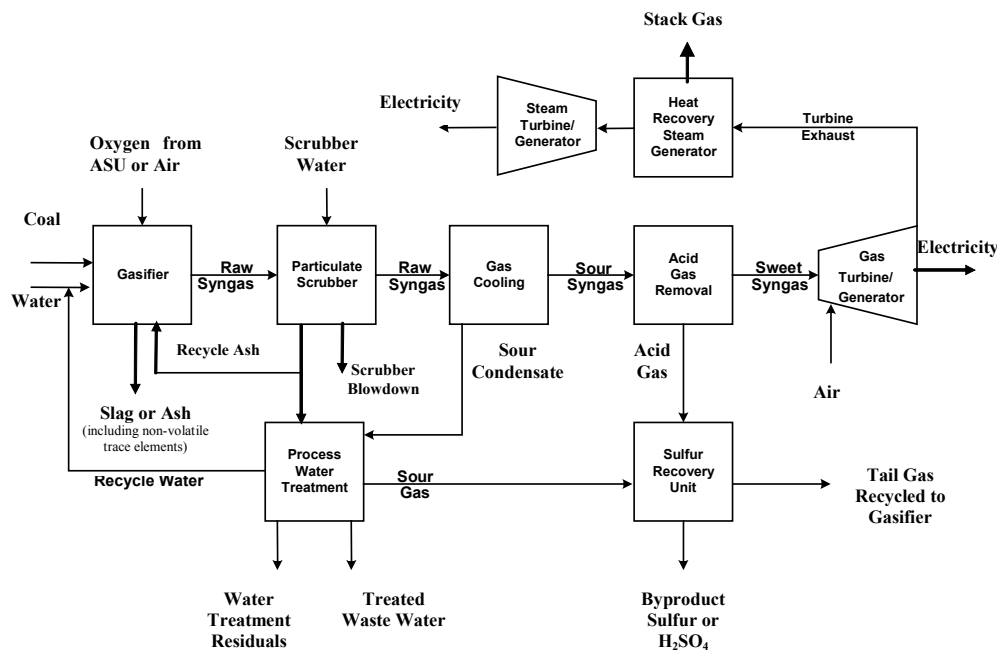 Stack Gas
Electricity
Steam
Turbine/
Generator
Heat
Recovery
Steam
Generator
Turbine
Exhaust
Oxygen from
ASU or Air
Scrubber
Water
Coal
Water
Gasifier
Raw
Syngas
Particulate
Scrubber
Raw
Syngas
Gas
Cooling
Sour
Syngas
Acid
Gas
Removal
Sweet
Syngas
Gas
Turbine/
Generator
Electricity
Recycle Ash
Scrubber
Blowdown
Sour
Condensate
Acid
Gas
Air
Slag or Ash
(including non-volatile
trace elements)
Recycle Water
Process
Water
Treatment
Sour
Gas
Sulfur
Recovery
Unit
Tail Gas
Recycled to
Gasifier
Water
Treatment
Residuals
Treated
Waste Water
Byproduct
Sulfur or
H₂SO₄